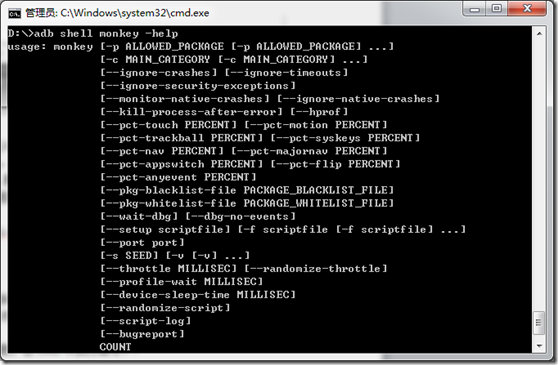 管理员: C:\Windows\system32\cmd.exe
D:\>adb shell monkey -help
usage: monkey [-p ALLOWED_PACKAGE [-p ALLOWED_PACKAGE] ...]
[-c MAIN_CATEGORY [-c MAIN_CATEGORY] ...]
[--ignore-crashes] [--ignore-timeouts]
[--ignore-security-exceptions]
[--monitor-native-crashes] [--ignore-native-crashes]
[--kill-process-after-error] [--hprof]
[--pct-touch PERCENT] [--pct-motion PERCENT]
[--pct-trackball PERCENT] [--pct-syskeys PERCENT]
[--pct-nav PERCENT] [--pct-majornav PERCENT]
[--pct-appswitch PERCENT] [--pct-flip PERCENT]
[--pct-anyevent PERCENT]
[--pkg-blacklist-file PACKAGE_BLACKLIST_FILE]
[--pkg-whitelist-file PACKAGE_WHITELIST_FILE]
[--wait-dbg] [--dbg-no-events]
[--setup scriptfile] [-f scriptfile [-f scriptfile] ...]
[--port port]
[-s SEED] [-v [-v] ...]
[--throttle MILLISEC] [--randomize-throttle]
[--profile-wait MILLISEC]
[--device-sleep-time MILLISEC]
[--randomize-script]
[--script-log]
[--bugreport]
COUNT